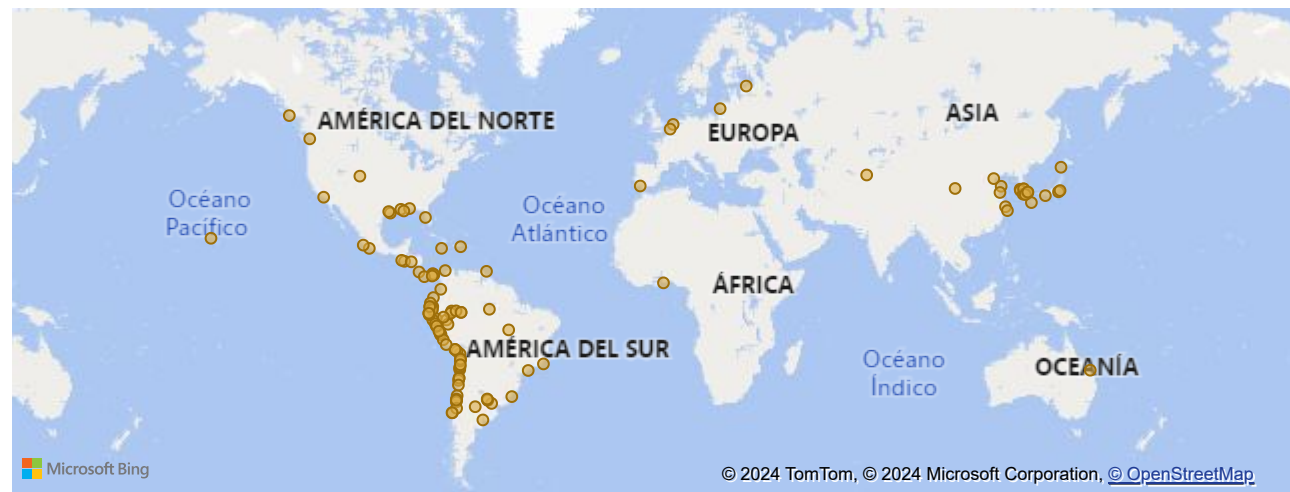 AMÉRICA DEL NORTE
ASIA
EUROPA
Océano
Pacífico
Océano
Atlántico
ÁFRICA
AMÉRICA DEL SUR
Océano
Índico
OCEANÍA
Microsoft Bing
© 2024 TomTom, © 2024 Microsoft Corporation, © OpenStreetMap